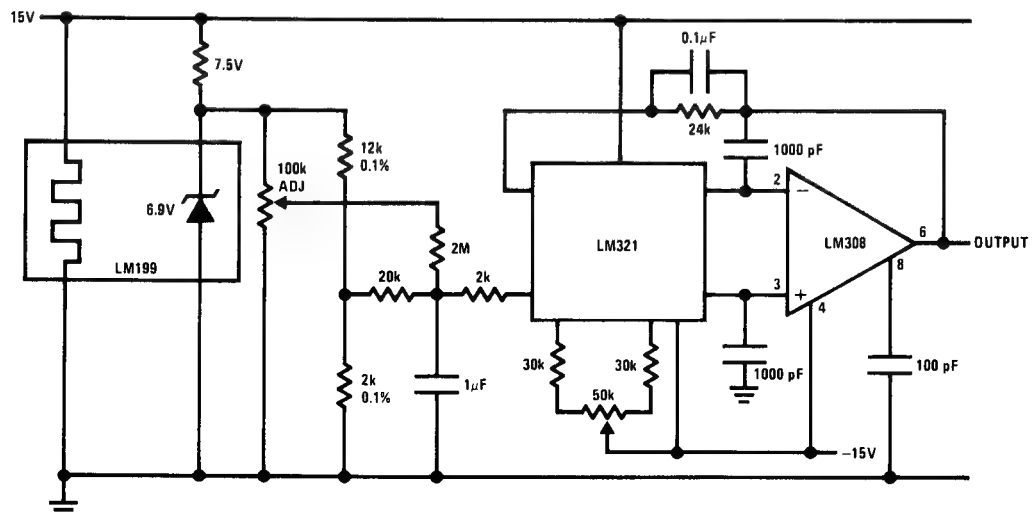 15V
7.5V
0.1μF
24k
12k
0.1%
1000 pF
100k
ADJ
2
−
6.9V
LM321
LM308
6
OUTPUT
2M
LM199
8
20k
2k
3
+
4
30k
30k
1000 pF
100 pF
2k
0.1%
1μF
50k
−15V